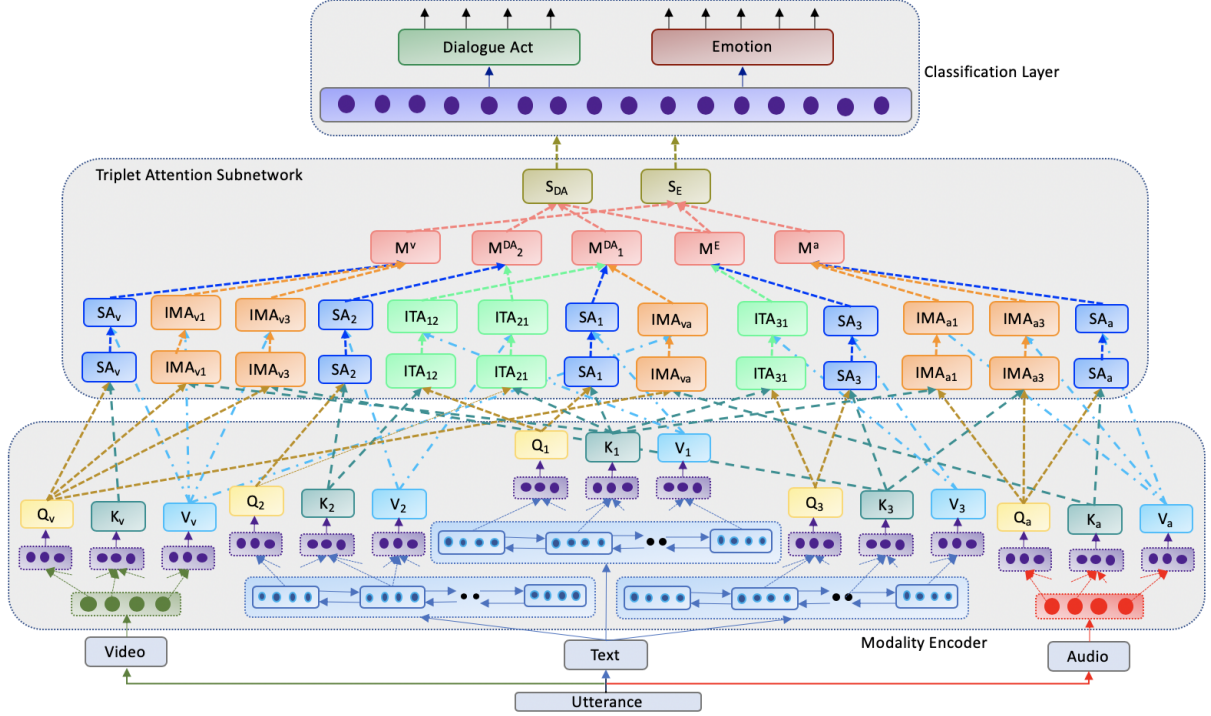 Dialogue Act
Emotion
Classification Layer
Triplet Attention Subnetwork
S_DA
S_E
M^v
M^DA_2
M^DA_1
M^E
M^a
SA_v
IMA_v1
IMA_v3
SA_2
ITA_12
ITA_21
SA_1
IMA_va
ITA_31
SA_3
IMA_a1
IMA_a3
SA_a
SA_v
IMA_v1
IMA_v3
SA_2
ITA_12
ITA_21
SA_1
IMA_va
ITA_31
SA_3
IMA_a1
IMA_a3
SA_a
Q_1
K_1
V_1
Q_v
K_v
V_v
Q_2
K_2
V_2
Q_3
K_3
V_3
Q_a
K_a
V_a
Modality Encoder
Video
Text
Audio
Utterance